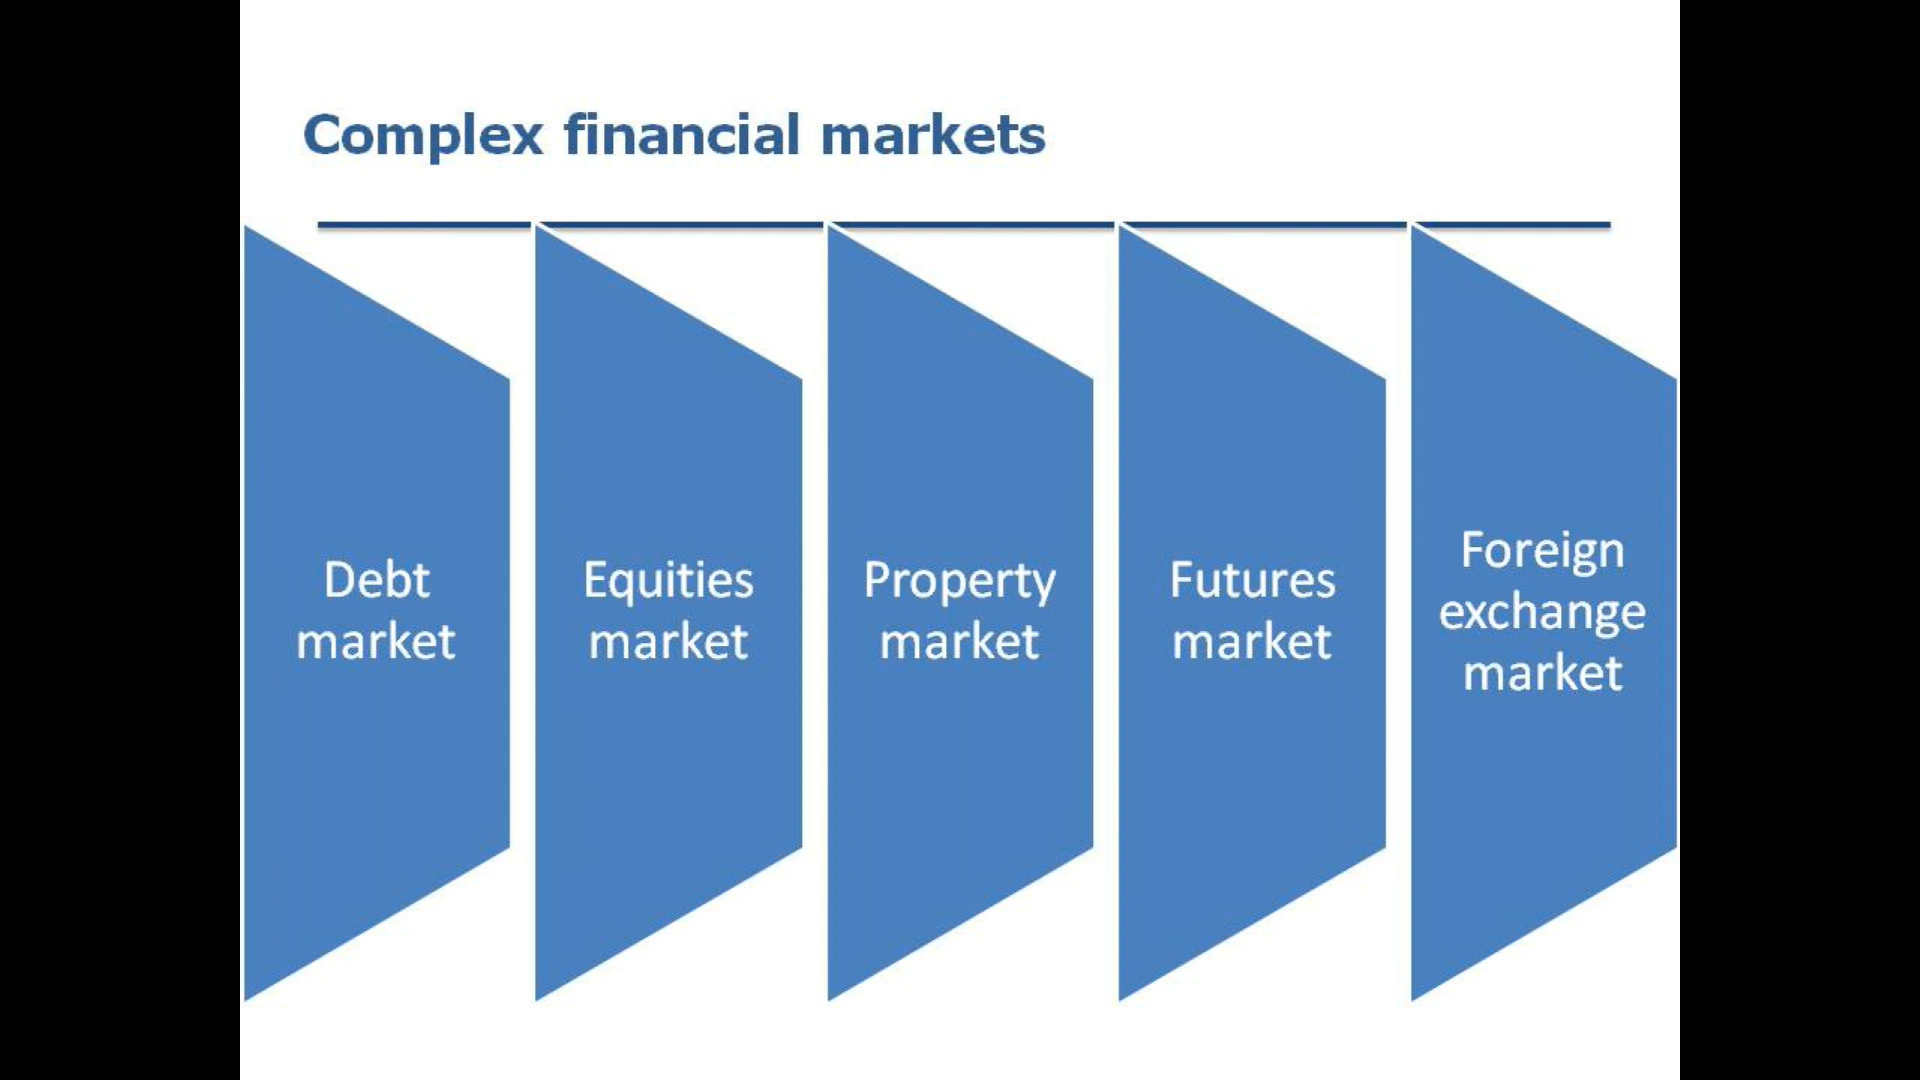 Complex financial markets
Debt
market
Equities
market
Property
market
Futures
market
Foreign
exchange
market